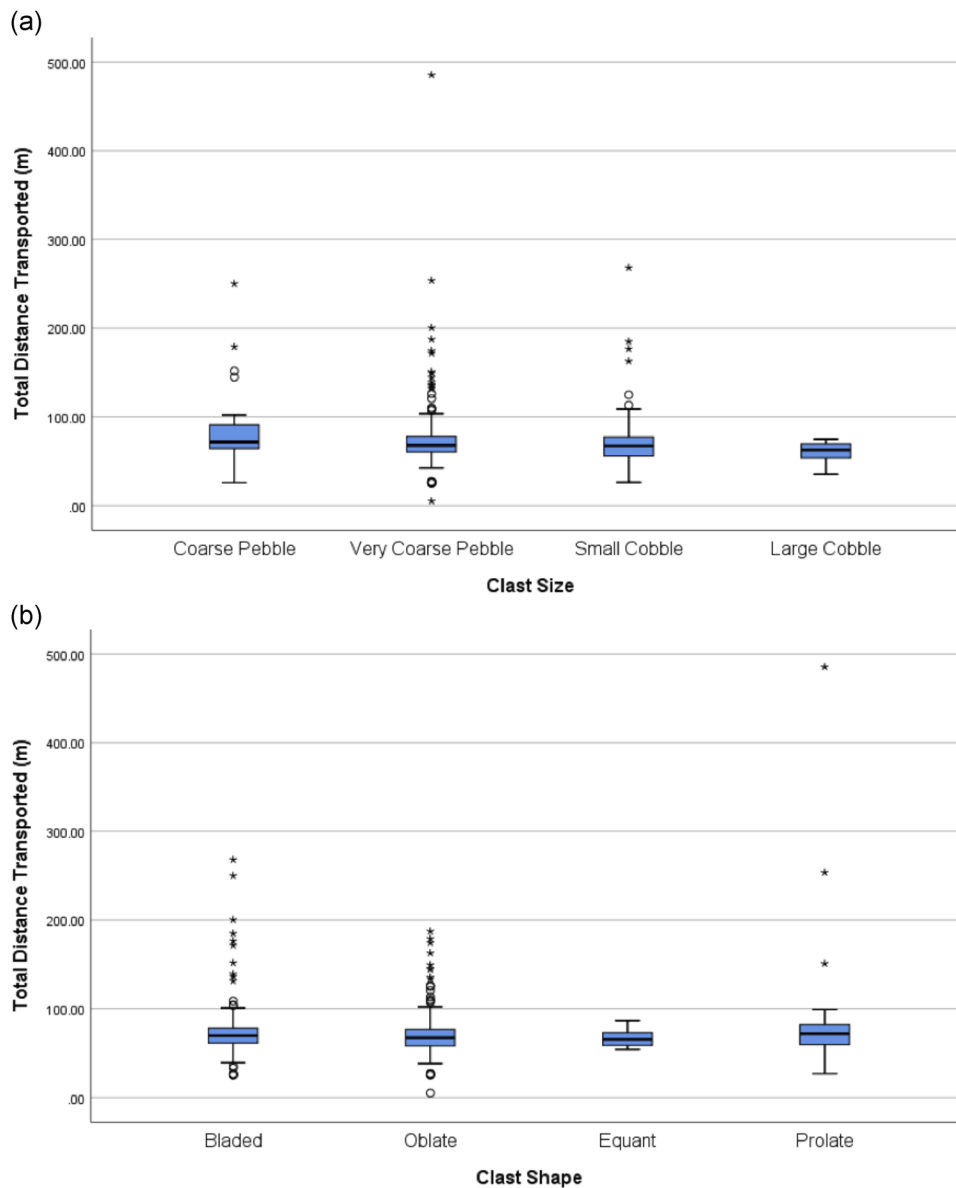 (a)
500.00
400.00
300.00
200.00
100.00
.00
Total Distance Transported (m)
Coarse Pebble Very Coarse Pebble Small Cobble Large Cobble
Clast Size
(b)
500.00
400.00
300.00
200.00
100.00
.00
Total Distance Transported (m)
Bladed Oblate Equant Prolate
Clast Shape